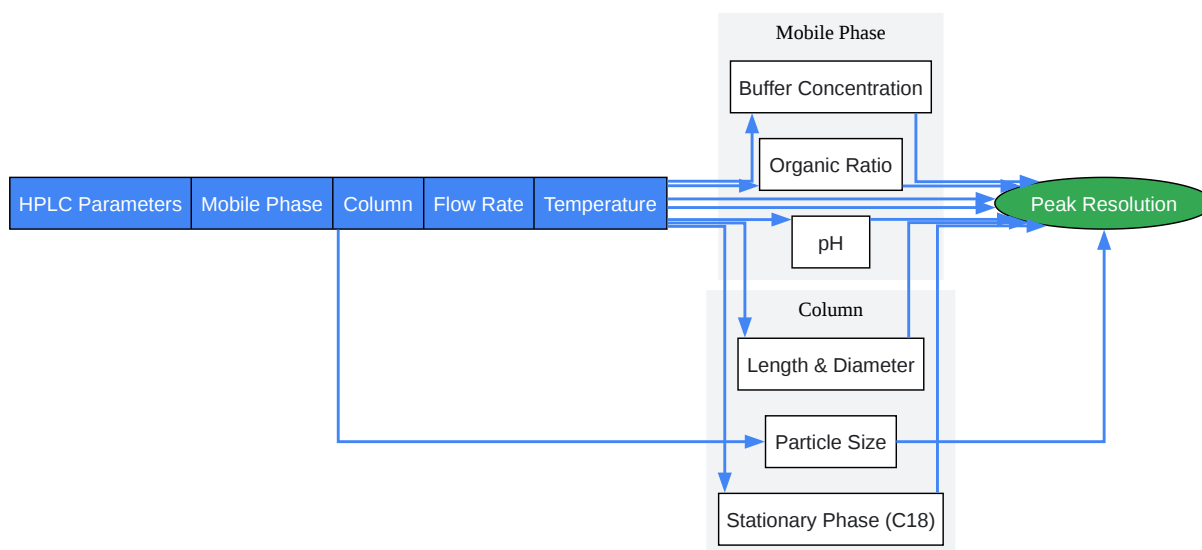 Mobile Phase
Buffer Concentration
Organic Ratio
HPLC Parameters
Mobile Phase
Column
Flow Rate
Temperature
Peak Resolution
pH
Column
Length & Diameter
Particle Size
Stationary Phase (C18)